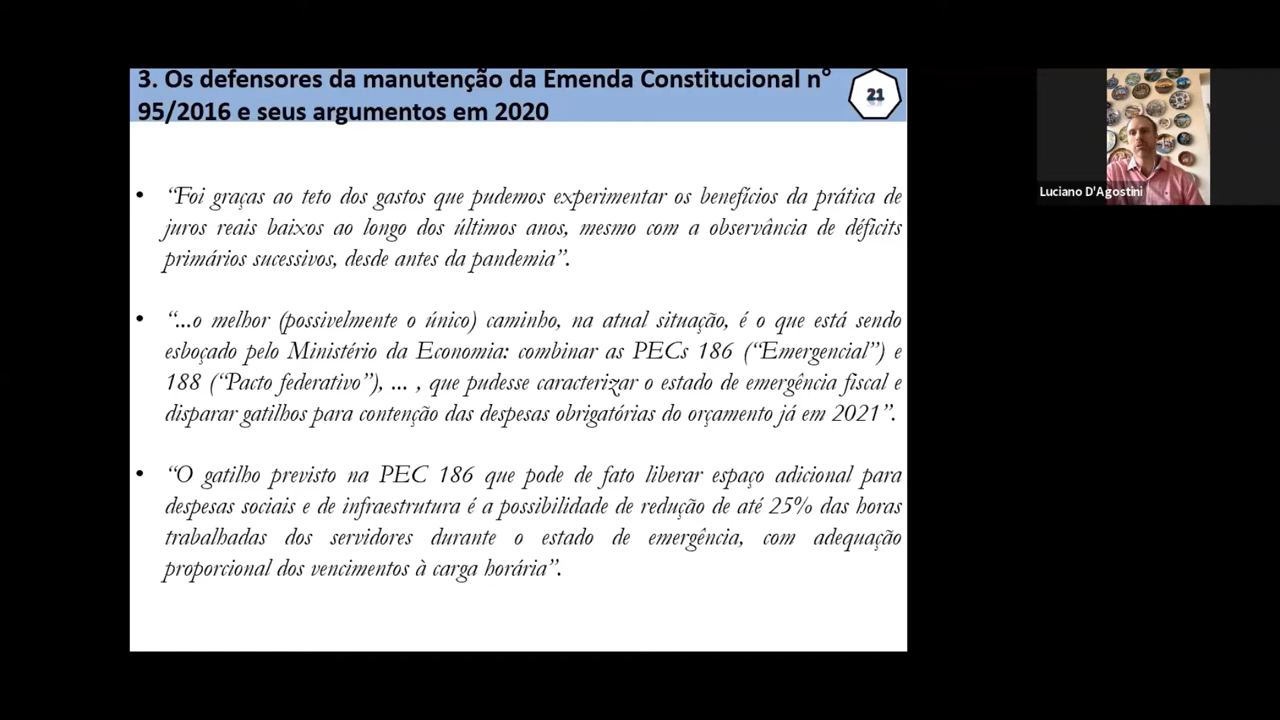 3. Os defensores da manutenção da Emenda Constitucional n°
95/2016 e seus argumentos em 2020
21
Luciano D'Agostini
• “Foi graças ao teto dos gastos que pudemos experimentar os benefícios da prática de
juros reais baixos ao longo dos últimos anos, mesmo com a observância de déficits
primários sucessivos, desde antes da pandemia”.
• “...o melhor (possivelmente o único) caminho, na atual situação, é o que está sendo
esboçado pelo Ministério da Economia: combinar as PECs 186 (“Emergencial”) e
188 (“Pacto federativo”), ... , que pudesse caracterizar o estado de emergência fiscal e
disparar gatilhos para contenção das despesas obrigatórias do orçamento já em 2021”.
• “O gatilho previsto na PEC 186 que pode de fato liberar espaço adicional para
despesas sociais e de infraestrutura é a possibilidade de redução de até 25% das horas
trabalhadas dos servidores durante o estado de emergência, com adequação
proporcional dos vencimentos à carga horária”.